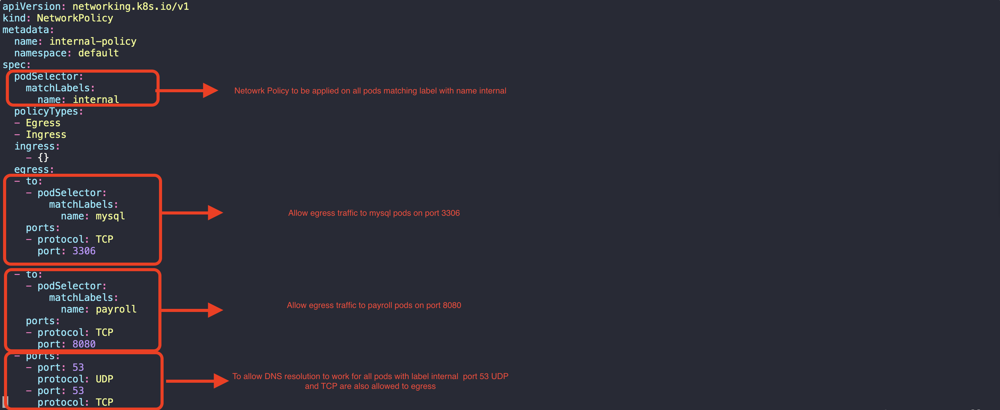 apiVersion: networking.k8s.io/v1
kind: NetworkPolicy
metadata:
  name: internal-policy
  namespace: default
spec:
  podSelector:
    matchLabels:
      name: internal
Netowrk Policy to be applied on all pods matching label with name internal
  policyTypes:
  - Egress
  - Ingress
  ingress:
    - {}
  egress:
  - to:
    - podSelector:
        matchLabels:
          name: mysql
    ports:
    - protocol: TCP
      port: 3306
Allow egress traffic to mysql pods on port 3306
  - to:
    - podSelector:
        matchLabels:
          name: payroll
    ports:
    - protocol: TCP
      port: 8080
Allow egress traffic to payroll pods on port 8080
  - ports:
    - port: 53
      protocol: UDP
    - port: 53
      protocol: TCP
To allow DNS resolution to work for all pods with label internal  port 53 UDP
and TCP are also allowed to egress